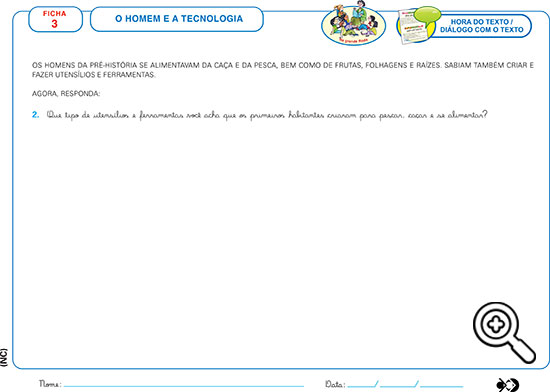 FICHA
3
O HOMEM E A TECNOLOGIA
HORA DO TEXTO /
DIÁLOGO COM O TEXTO
OS HOMENS DA PRÉ-HISTÓRIA SE ALIMENTAVAM DA CAÇA E DA PESCA, BEM COMO DE FRUTAS, FOLHAGENS E RAÍZES. SABIAM TAMBÉM CRIAR E
FAZER UTENSÍLIOS E FERRAMENTAS.
AGORA, RESPONDA:
2. Que tipo de utensílios e ferramentas você acha que os primeiros habitantes criaram para pescar, caçar e se alimentar?
(NC)
Nome:
Data: / /